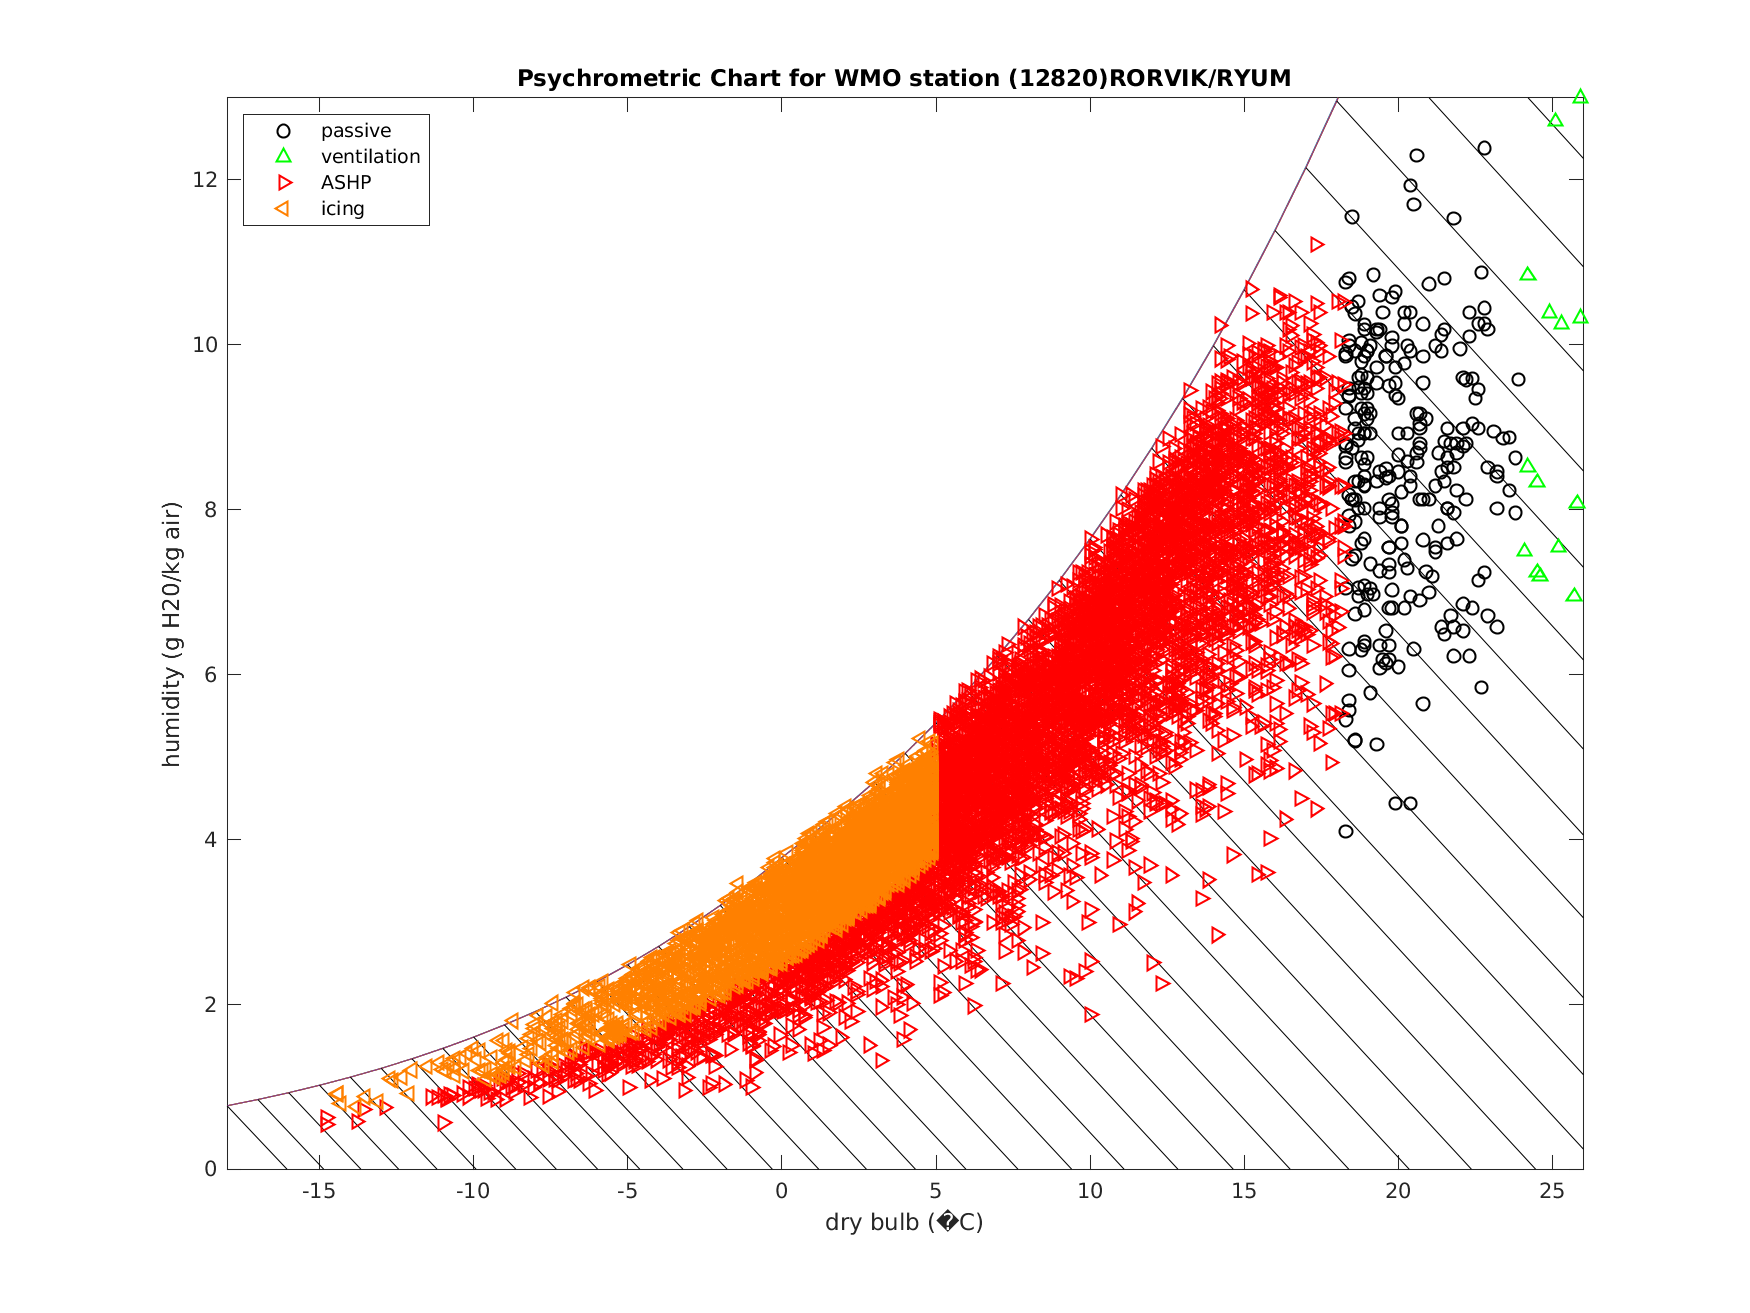 Psychrometric Chart for WMO station (12820)RORVIK/RYUM
passive
ventilation
ASHP
icing
humidity (g H20/kg air)
12
10
8
6
4
2
0
-15 -10 -5 0 5 10 15 20 25
dry bulb (�C)